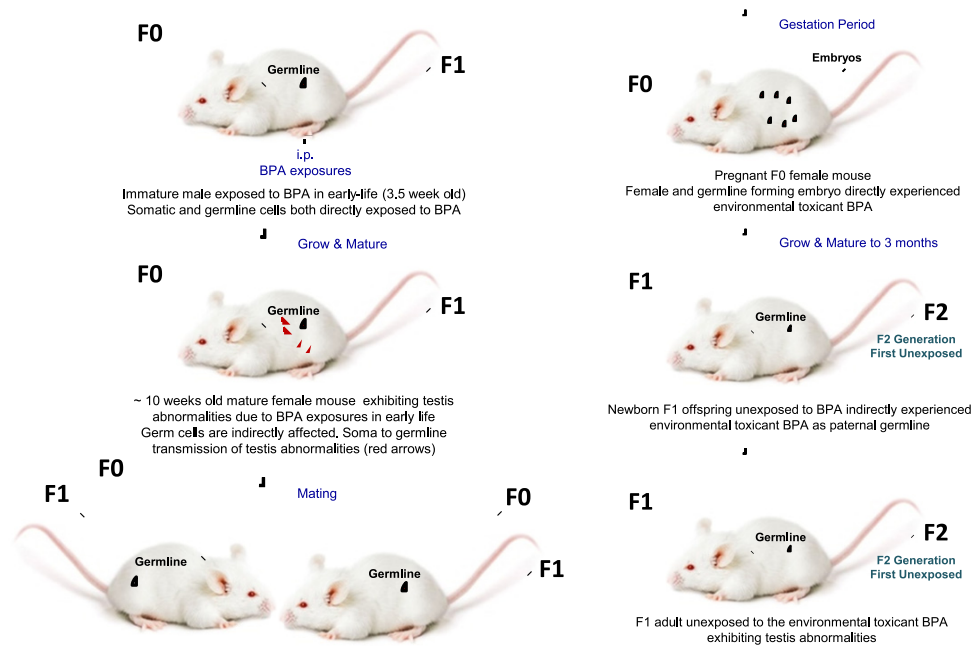 F0
Germline
F1
i.p.
BPA exposures
Immature male exposed to BPA in early-life (3.5 week old)
Somatic and germline cells both directly exposed to BPA
Grow & Mature
F0
Germline
F1
~ 10 weeks old mature female mouse exhibiting testis
abnormalities due to BPA exposures in early life
Germ cells are indirectly affected. Soma to germline
transmission of testis abnormalities (red arrows)
F0
F1
Mating
F0
Germline
Germline
F1
Gestation Period
Embryos
F0
Pregnant F0 female mouse
Female and germline forming embryo directly experienced
environmental toxicant BPA
Grow & Mature to 3 months
F1
Germline
F2
F2 Generation
First Unexposed
Newborn F1 offspring unexposed to BPA indirectly experienced
environmental toxicant BPA as paternal germline
F1
Germline
F2
F2 Generation
First Unexposed
F1 adult unexposed to the environmental toxicant BPA
exhibiting testis abnormalities